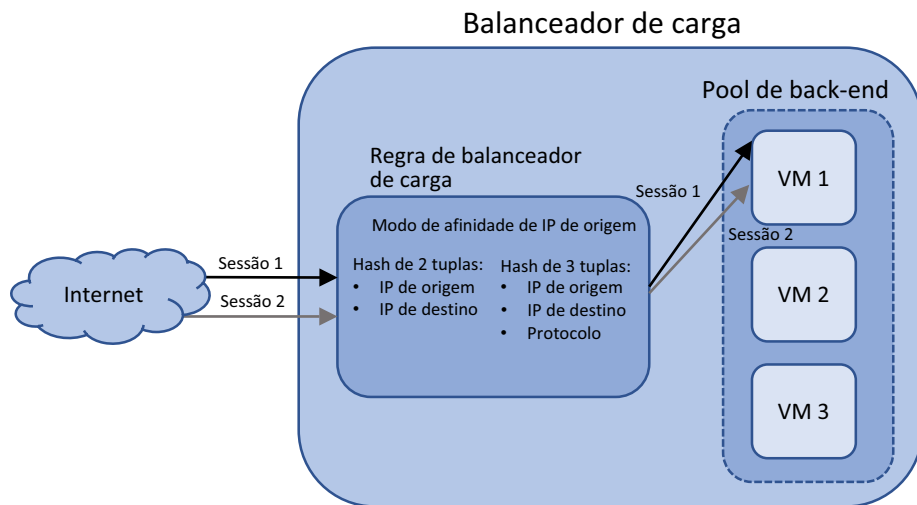 Balanceador de carga
Pool de back-end
Regra de balanceador
de carga
Modo de afinidade de IP de origem
Hash de 2 tuplas:
• IP de origem
• IP de destino
Hash de 3 tuplas:
• IP de origem
• IP de destino
• Protocolo
Internet
Sessão 1
Sessão 2
Sessão 1
Sessão 2
VM 1
VM 2
VM 3